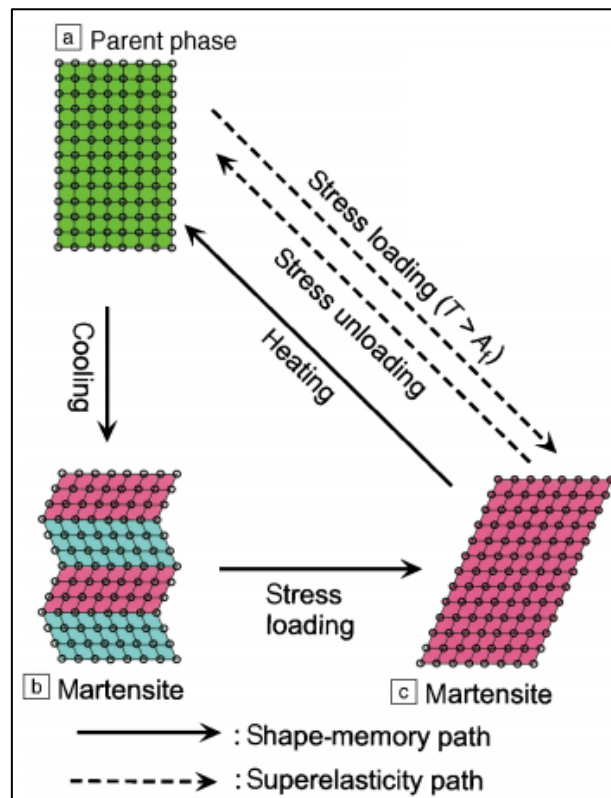 a Parent phase
Stress loading (T > Af)
Stress unloading
Heating
Cooling
Stress
loading
b Martensite
c Martensite
: Shape-memory path
: Superelasticity path